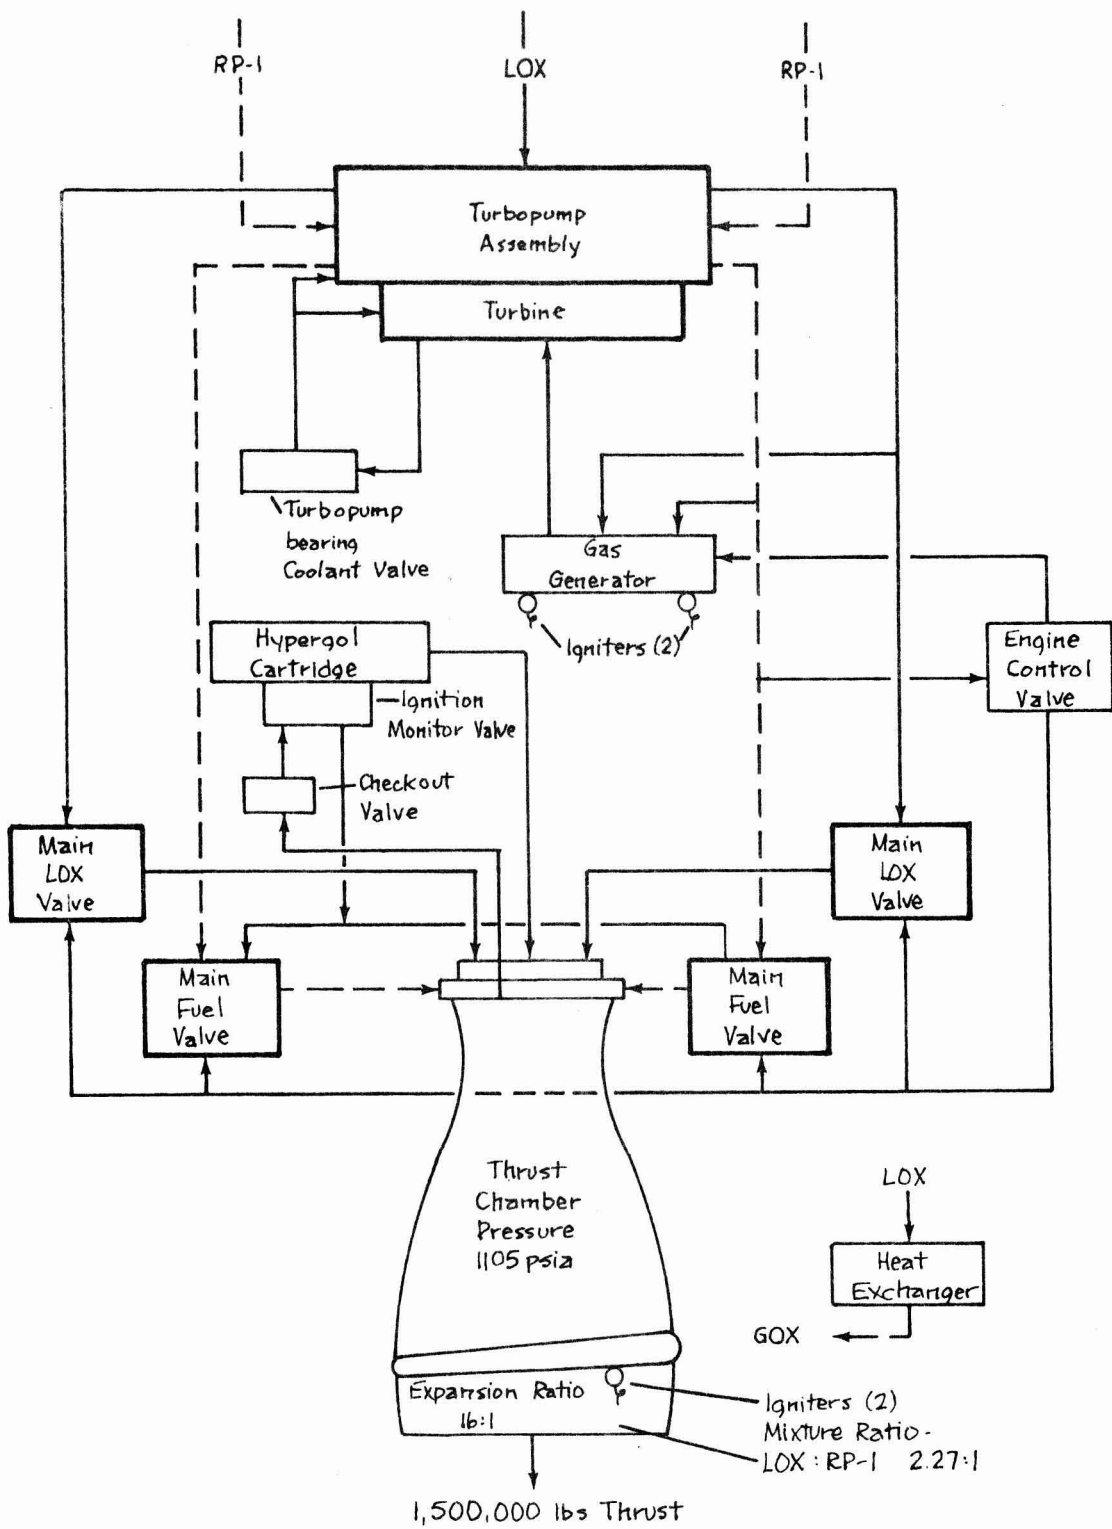 RP-1
LOX
RP-1
Turbopump
Assembly
Turbine
Turbopump
bearing
Coolant Valve
Gas
Generator
Igniters (2)
Hypergol
Cartridge
Ignition
Monitor Valve
Engine
Control
Valve
Checkout
Valve
Main
LOX
Valve
Main
LOX
Valve
Main
Fuel
Valve
Main
Fuel
Valve
Thrust
Chamber
Pressure
1105 psia
LOX
Heat
Exchanger
GOX
Expansion Ratio
16:1
Igniters (2)
Mixture Ratio-
LOX : RP-1 2.27:1
1,500,000 lbs Thrust